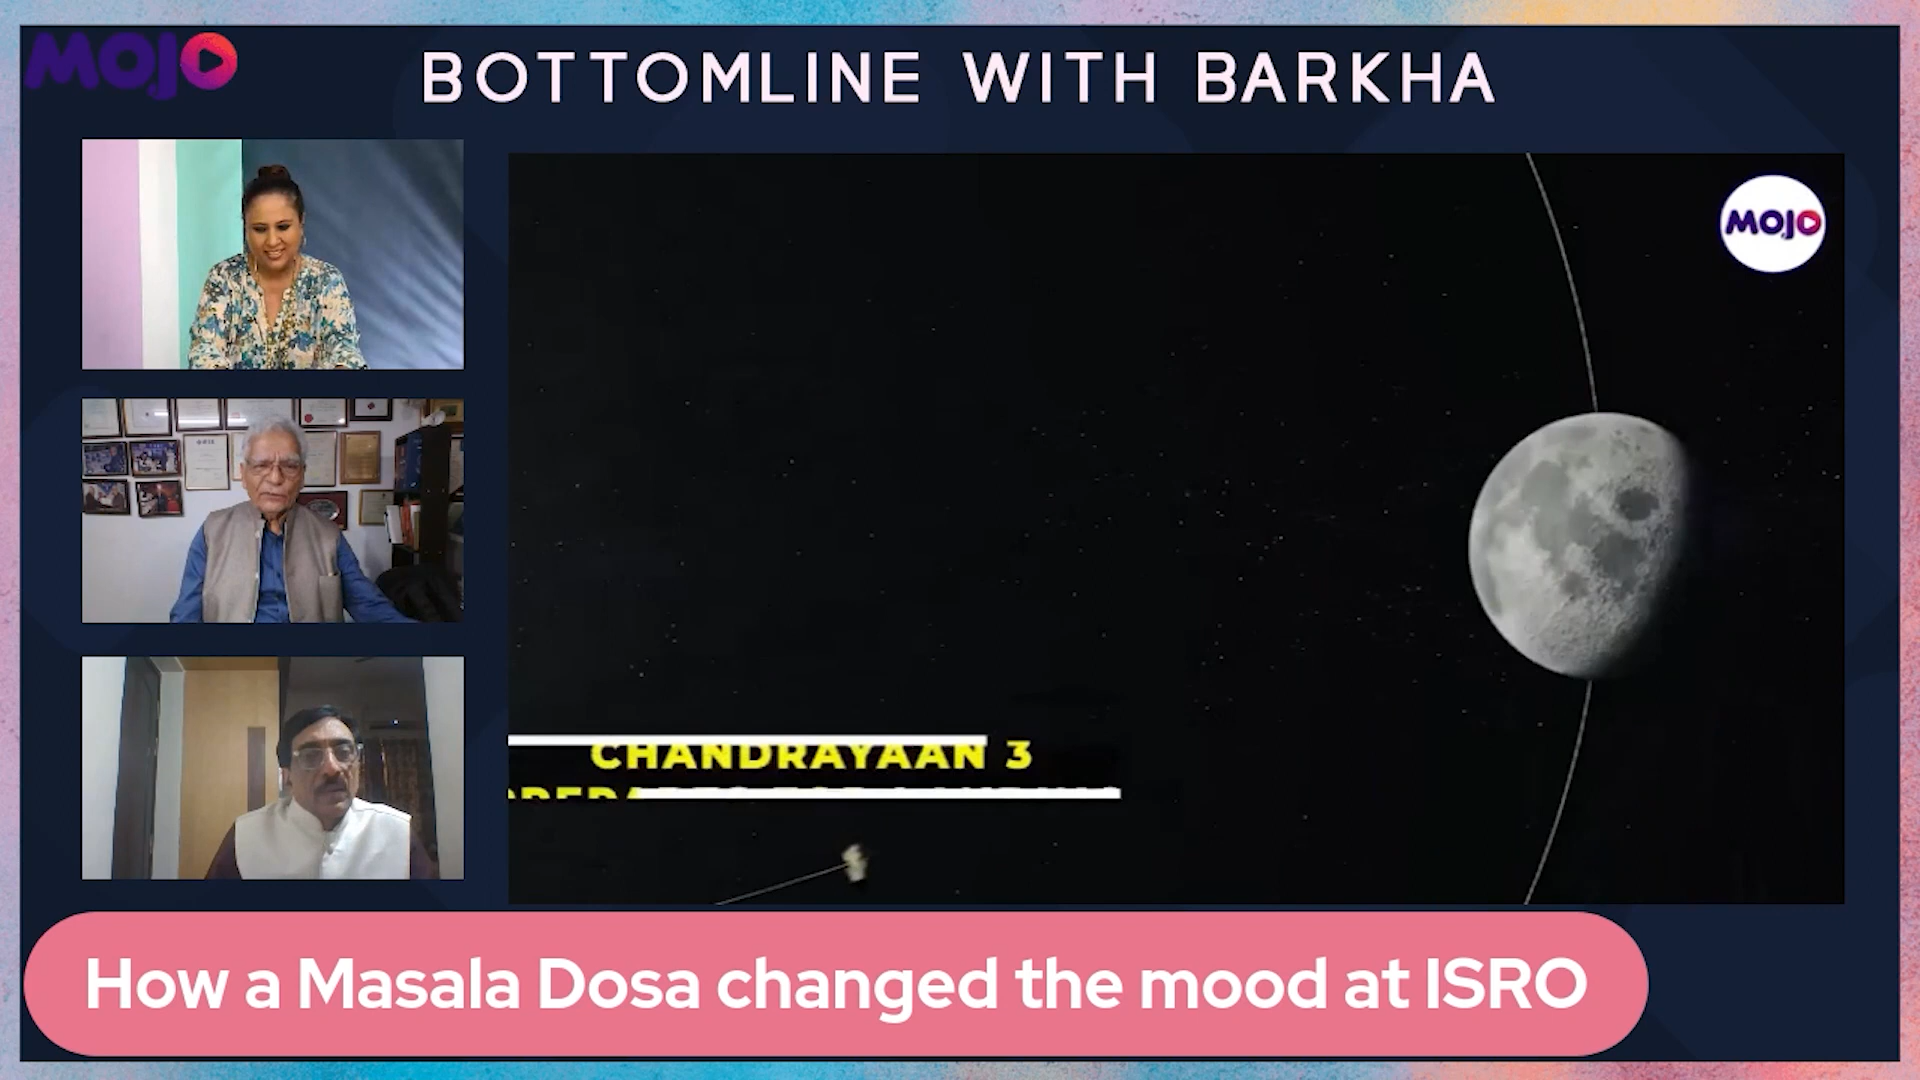 MOJO
BOTTOMLINE WITH BARKHA
MOJO
CHANDRAYAAN 3
How a Masala Dosa changed the mood at ISRO